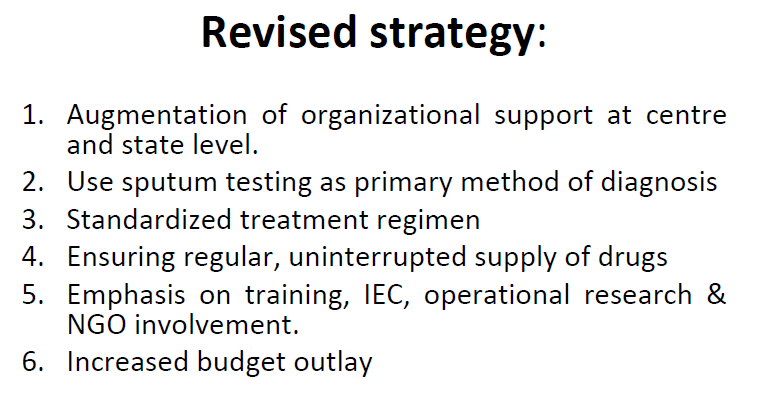 Revised strategy:
1. Augmentation of organizational support at centre
and state level.
2. Use sputum testing as primary method of diagnosis
3. Standardized treatment regimen
4. Ensuring regular, uninterrupted supply of drugs
5. Emphasis on training, IEC, operational research &
NGO involvement.
6. Increased budget outlay